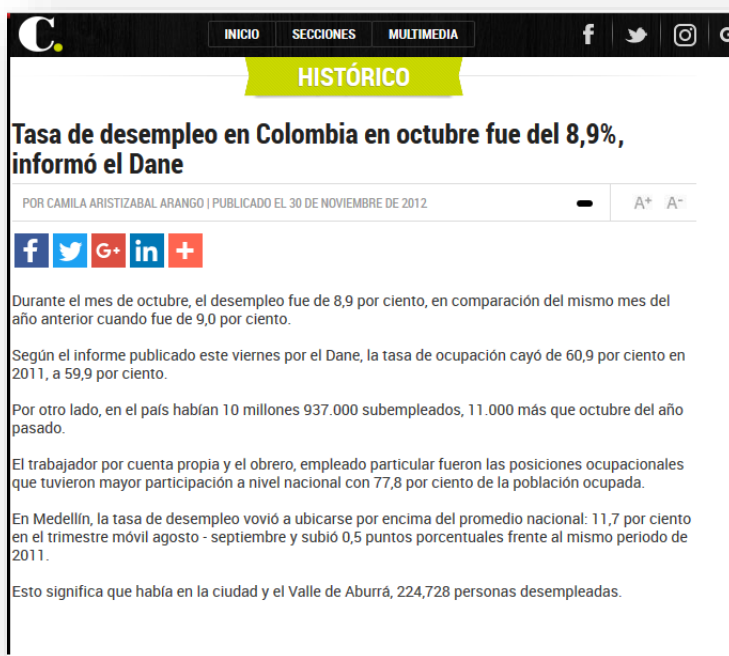 C.
INICIO SECCIONES MULTIMEDIA
HISTÓRICO
Tasa de desempleo en Colombia en octubre fue del 8,9%,
informó el Dane
POR CAMILA ARISTIZABAL ARANGO | PUBLICADO EL 30 DE NOVIEMBRE DE 2012
A+ A-
f G+ in +
Durante el mes de octubre, el desempleo fue de 8,9 por ciento, en comparación del mismo mes del
año anterior cuando fue de 9,0 por ciento.
Según el informe publicado este viernes por el Dane, la tasa de ocupación cayó de 60,9 por ciento en
2011, a 59,9 por ciento.
Por otro lado, en el país habían 10 millones 937.000 subempleados, 11.000 más que octubre del año
pasado.
El trabajador por cuenta propia y el obrero, empleado particular fueron las posiciones ocupacionales
que tuvieron mayor participación a nivel nacional con 77,8 por ciento de la población ocupada.
En Medellín, la tasa de desempleo vovió a ubicarse por encima del promedio nacional: 11,7 por ciento
en el trimestre móvil agosto - septiembre y subió 0,5 puntos porcentuales frente al mismo periodo de
2011.
Esto significa que había en la ciudad y el Valle de Aburrá, 224,728 personas desempleadas.